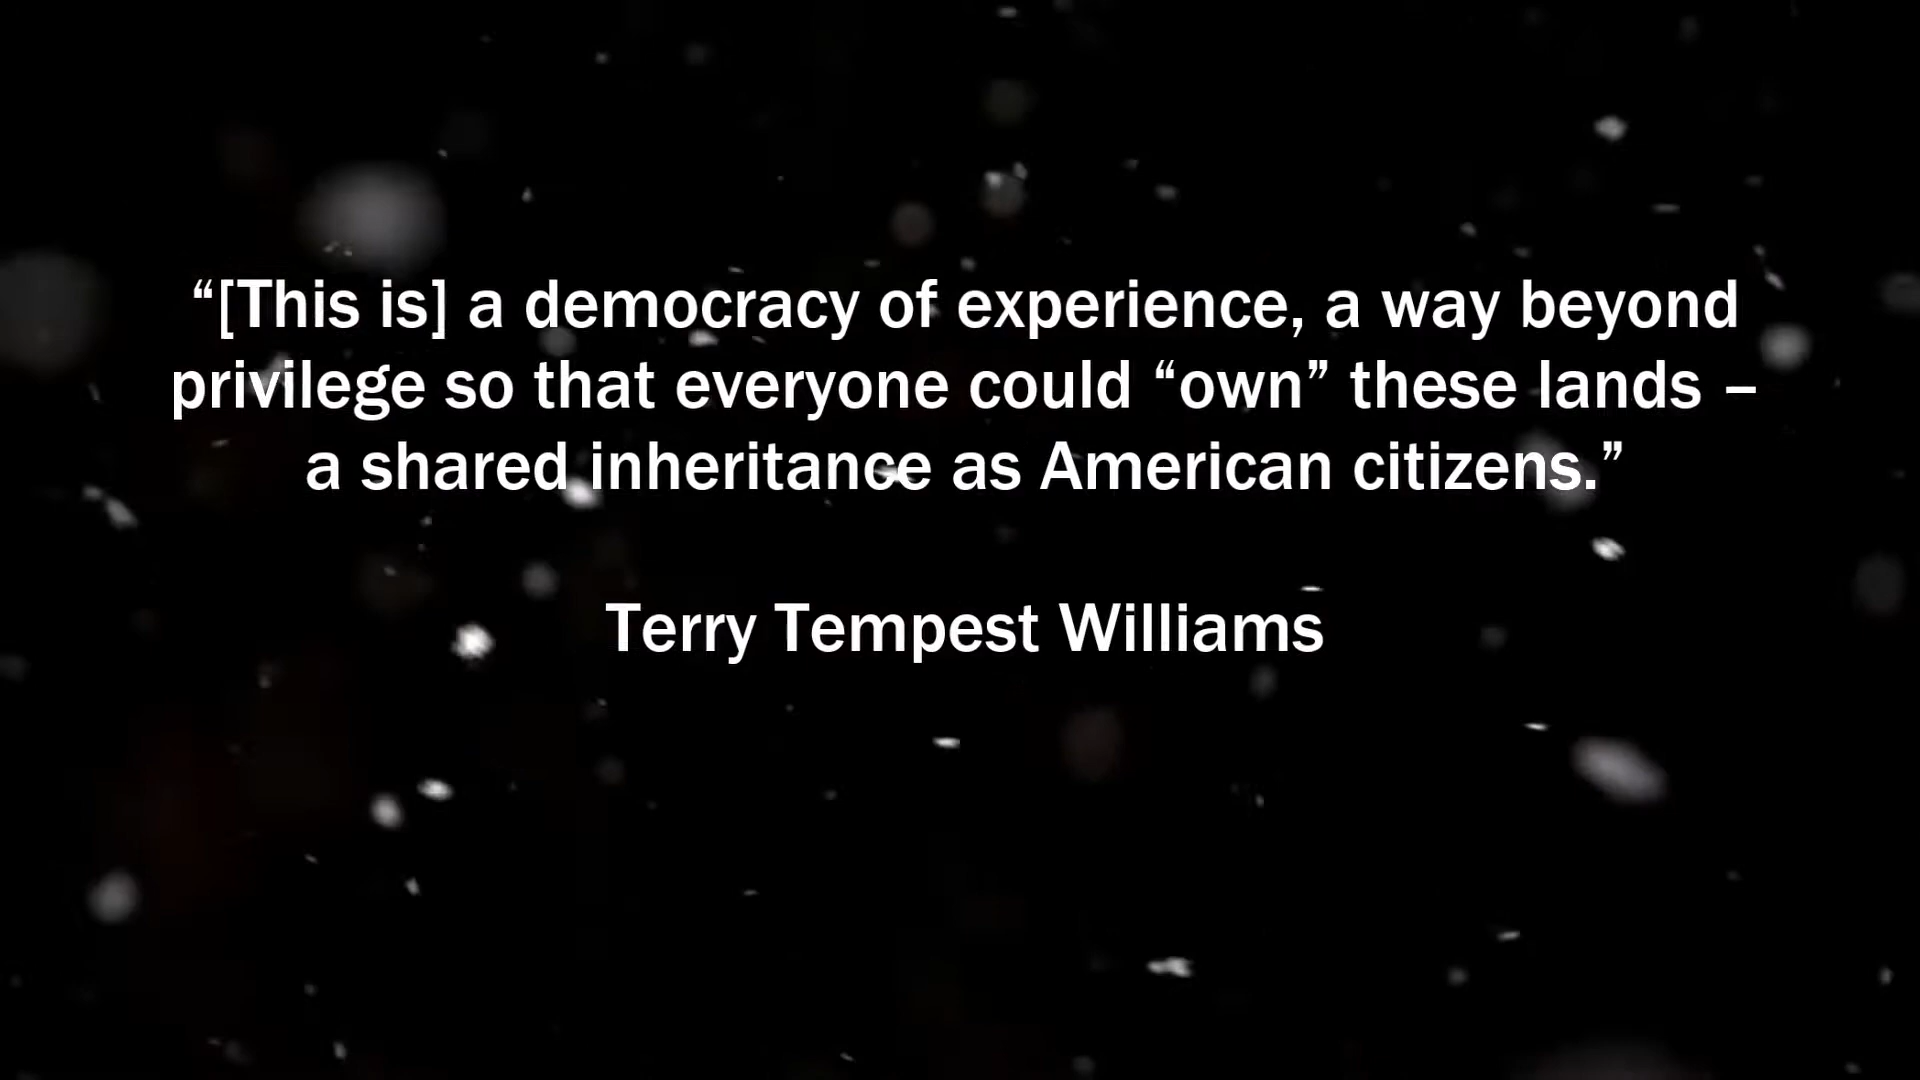 “[This is] a democracy of experience, a way beyond
privilege so that everyone could “own” these lands –
a shared inheritance as American citizens.”
Terry Tempest Williams